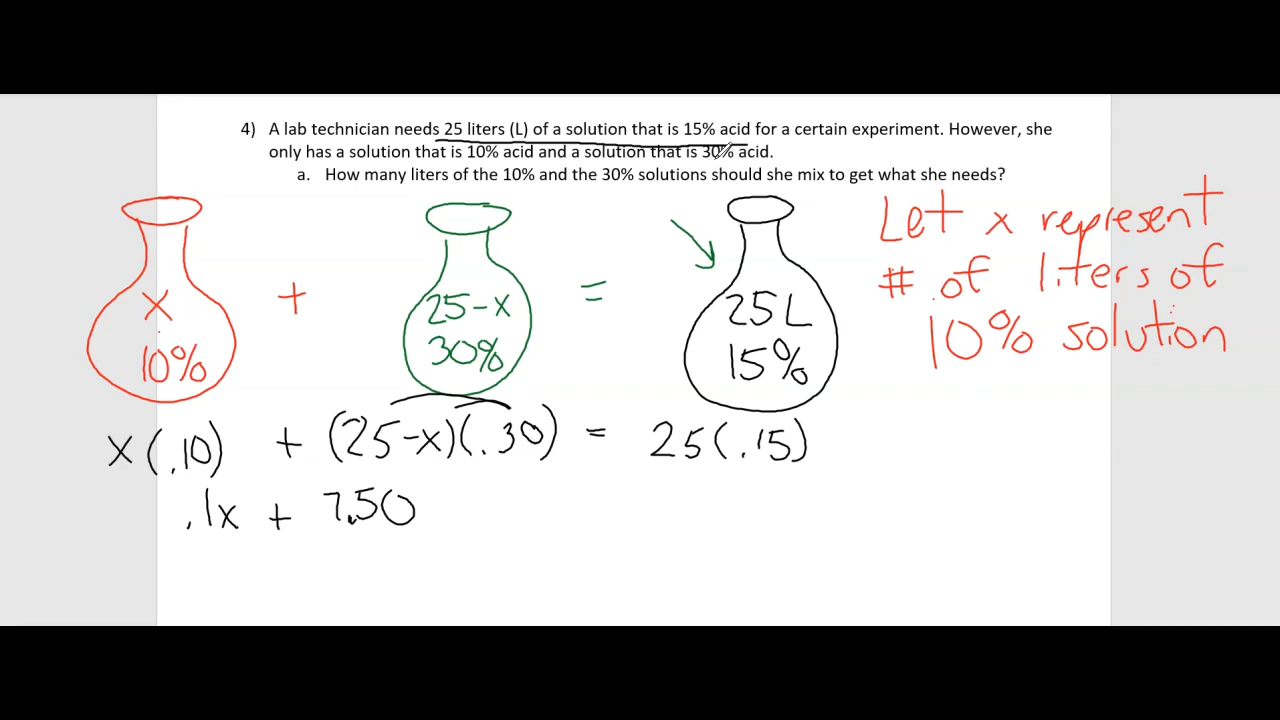 4) A lab technician needs 25 liters (L) of a solution that is 15% acid for a certain experiment. However, she
only has a solution that is 10% acid and a solution that is 30% acid.
a. How many liters of the 10% and the 30% solutions should she mix to get what she needs?
x
10%
+
25-x
30%
=
25L
15%
Let x represent
# of liters of
10% solution
x(.10) + (25-x)(.30) = 25(.15)
.1x + 7.50